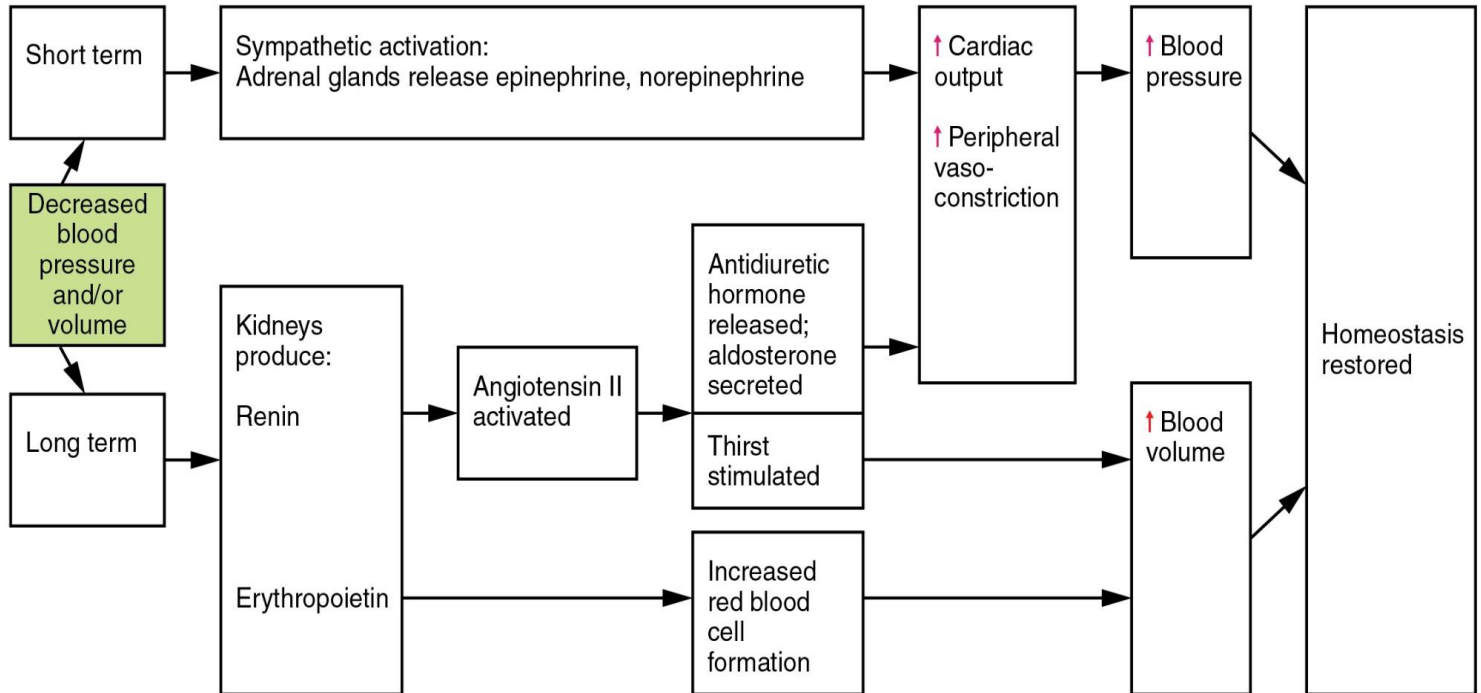 Short term
Sympathetic activation:
Adrenal glands release epinephrine, norepinephrine
↑ Cardiac
output
↑ Peripheral
vaso-
constriction
↑ Blood
pressure
Decreased
blood
pressure
and/or
volume
Long term
Kidneys
produce:
Renin
Erythropoietin
Angiotensin II
activated
Antidiuretic
hormone
released;
aldosterone
secreted
Thirst
stimulated
Increased
red blood
cell
formation
↑ Blood
volume
Homeostasis
restored